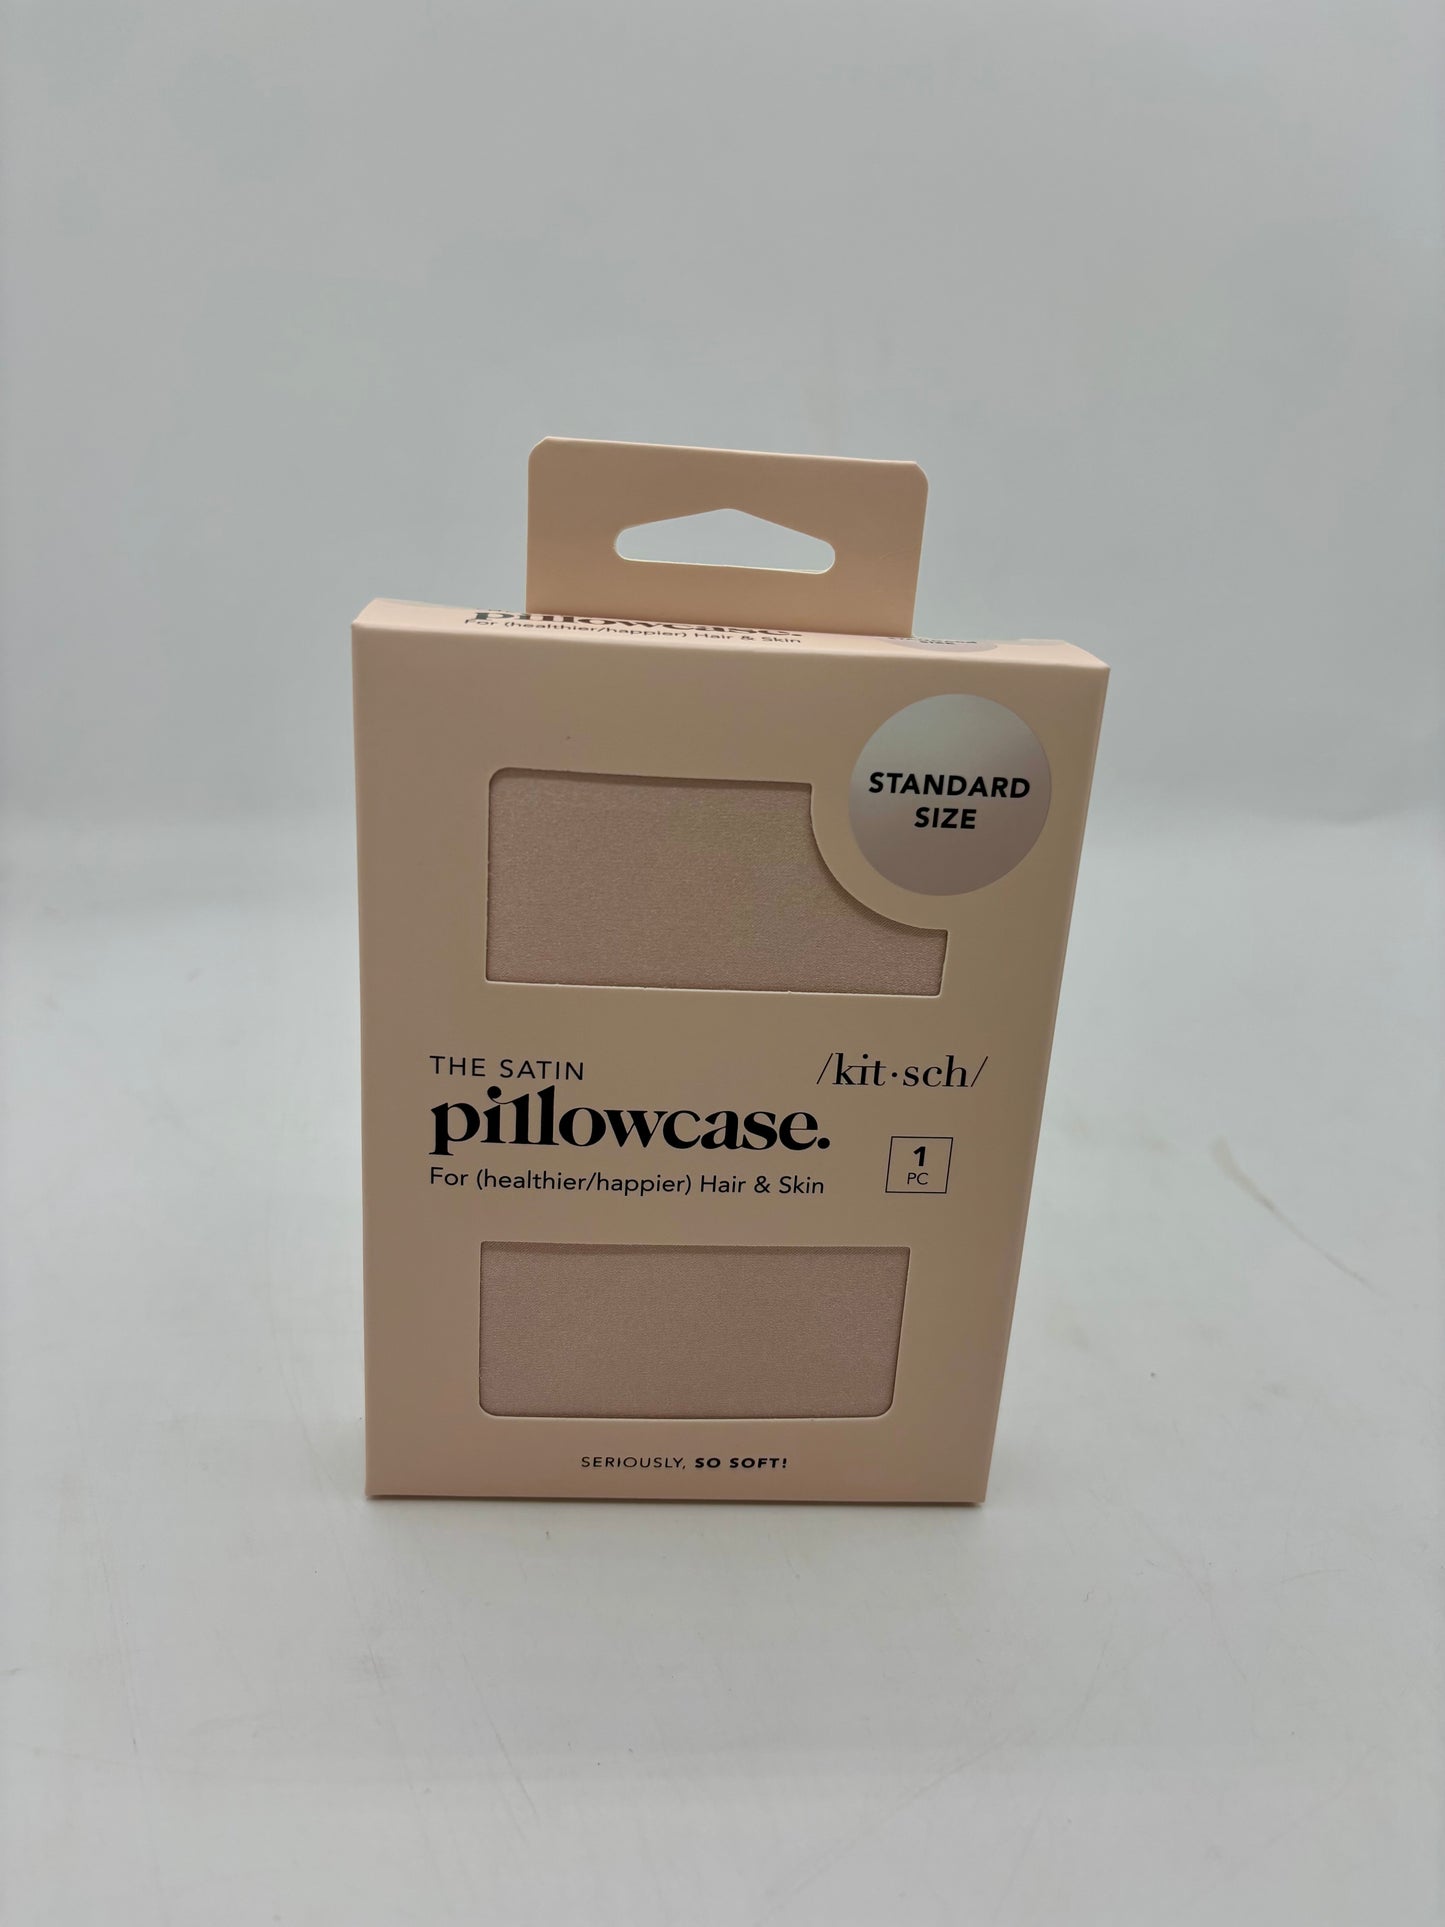 pillowcase.
For (healthier/happier) Hair & Skin
SIZE
STANDARD
SIZE
THE SATIN
pillowcase.
For (healthier/happier) Hair & Skin
/kit·sch/
1
PC
SERIOUSLY, SO SOFT!